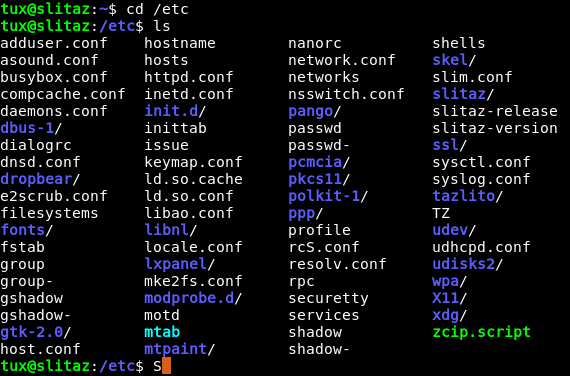 tux@slitaz:~$ cd /etc
tux@slitaz:/etc$ ls
adduser.conf hostname nanorc shells
asound.conf hosts network.conf skel/
busybox.conf httpd.conf networks slim.conf
compcache.conf inetd.conf nsswitch.conf slitaz/
daemons.conf init.d/ pango/ slitaz-release
dbus-1/ inittab passwd slitaz-version
dialogrc issue passwd- ssl/
dnsd.conf keymap.conf pcmcia/ sysctl.conf
dropbear/ ld.so.cache pkcs11/ syslog.conf
e2scrub.conf ld.so.conf polkit-1/ tazlito/
filesystems libao.conf ppp/ TZ
fonts/ libnl/ profile udev/
fstab locale.conf rcS.conf udhcpd.conf
group lxpanel/ resolv.conf udisks2/
group- mke2fs.conf rpc wpa/
gshadow modprobe.d/ securetty X11/
gshadow- motd services xdg/
gtk-2.0/ mtab shadow zcip.script
host.conf mtpaint/ shadow-
tux@slitaz:/etc$ S